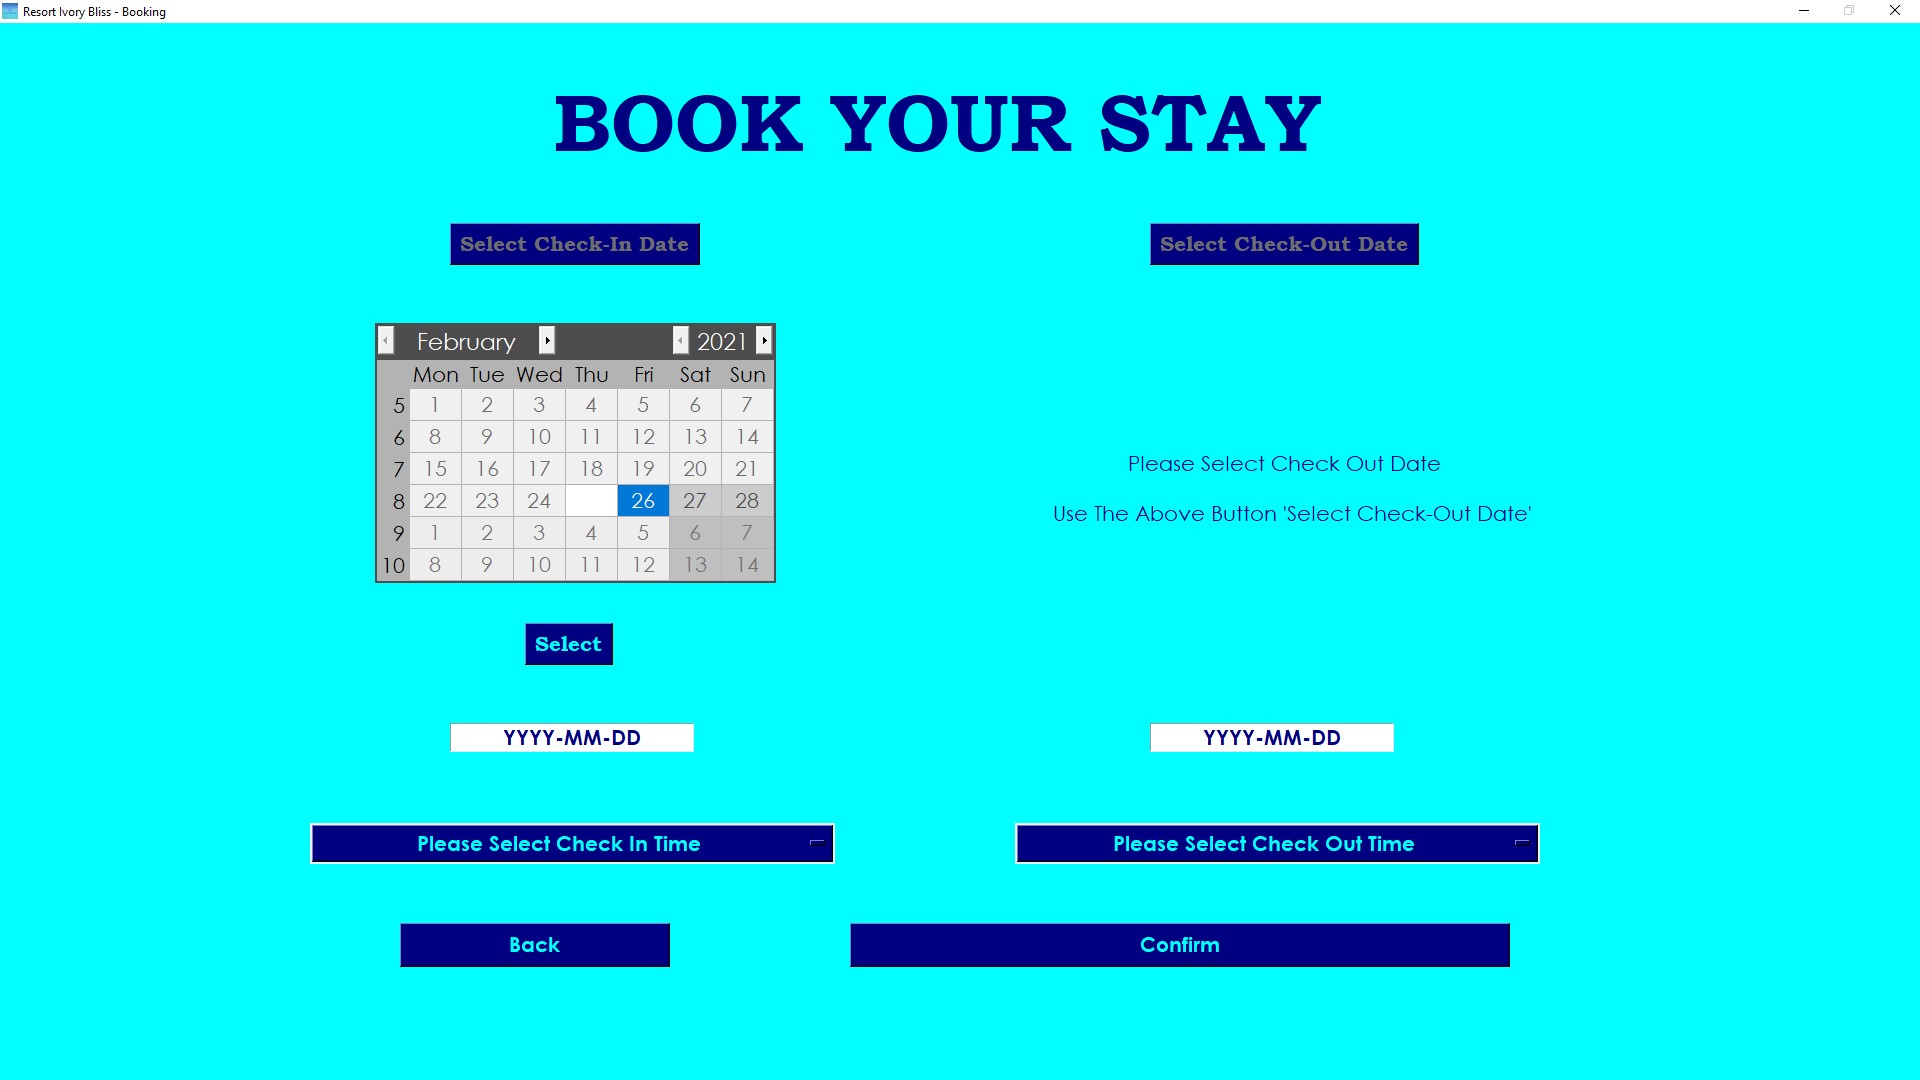 Resort Ivory Bliss - Booking
BOOK YOUR STAY
Select Check-In Date
Select Check-Out Date
February 2021
Mon Tue Wed Thu Fri Sat Sun
5 1 2 3 4 5 6 7
6 8 9 10 11 12 13 14
7 15 16 17 18 19 20 21
8 22 23 24 26 27 28
9 1 2 3 4 5 6 7
10 8 9 10 11 12 13 14
Please Select Check Out Date
Use The Above Button 'Select Check-Out Date'
Select
YYYY-MM-DD
YYYY-MM-DD
Please Select Check In Time
Please Select Check Out Time
Back
Confirm